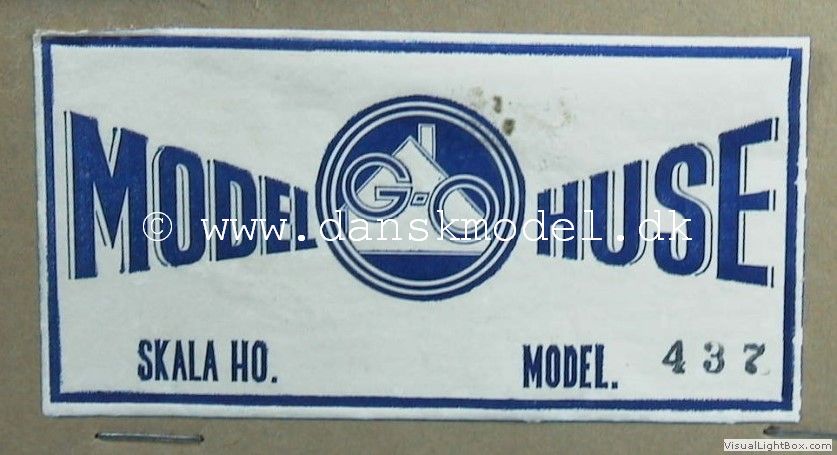 MODEL G-O HUSE
© www.danskmodel.dk
SKALA HO. MODEL. 437
VisualLightBox.com